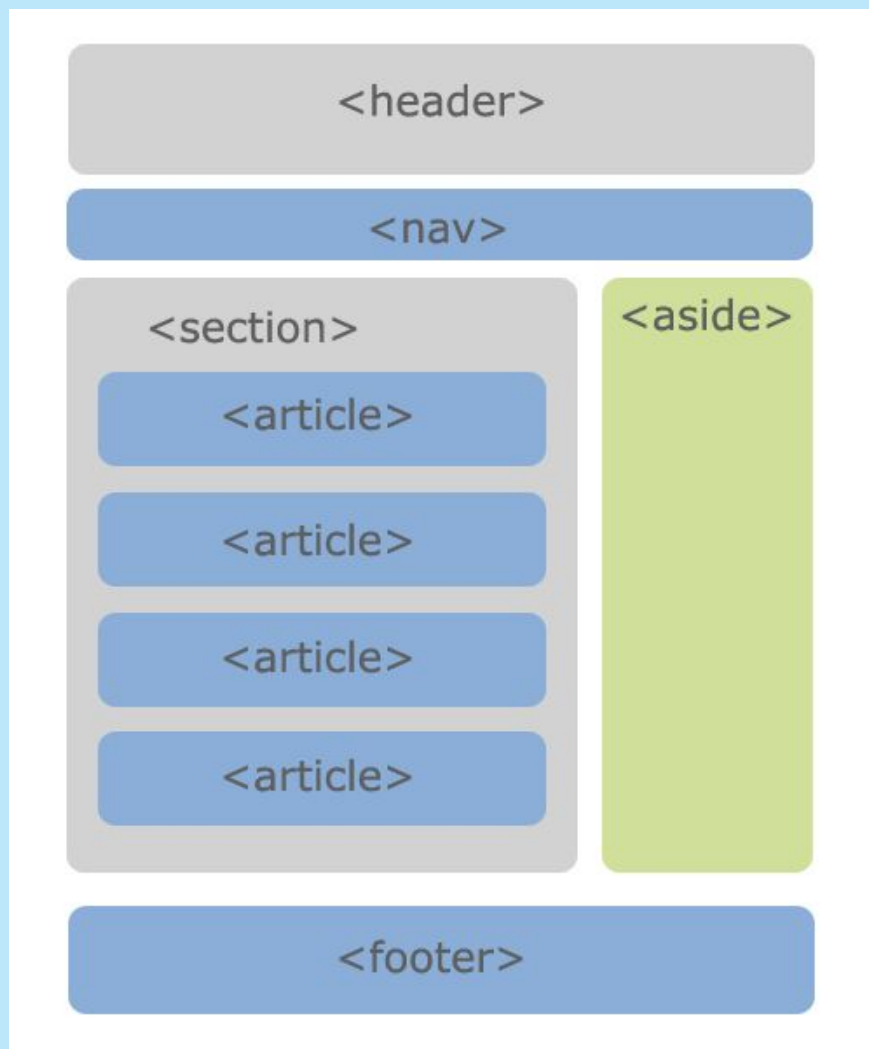 <header>
<nav>
<section>
<article>
<article>
<article>
<article>
<aside>
<footer>